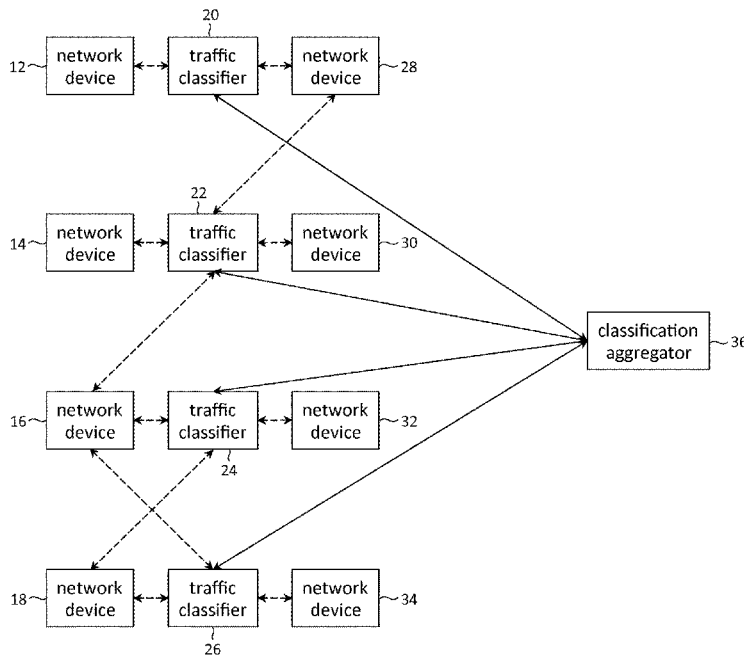 20
12 network device
traffic classifier
network device 28
22
14 network device
traffic classifier
network device 30
classification aggregator 36
16 network device
traffic classifier
network device 32
24
18 network device
traffic classifier
network device 34
26